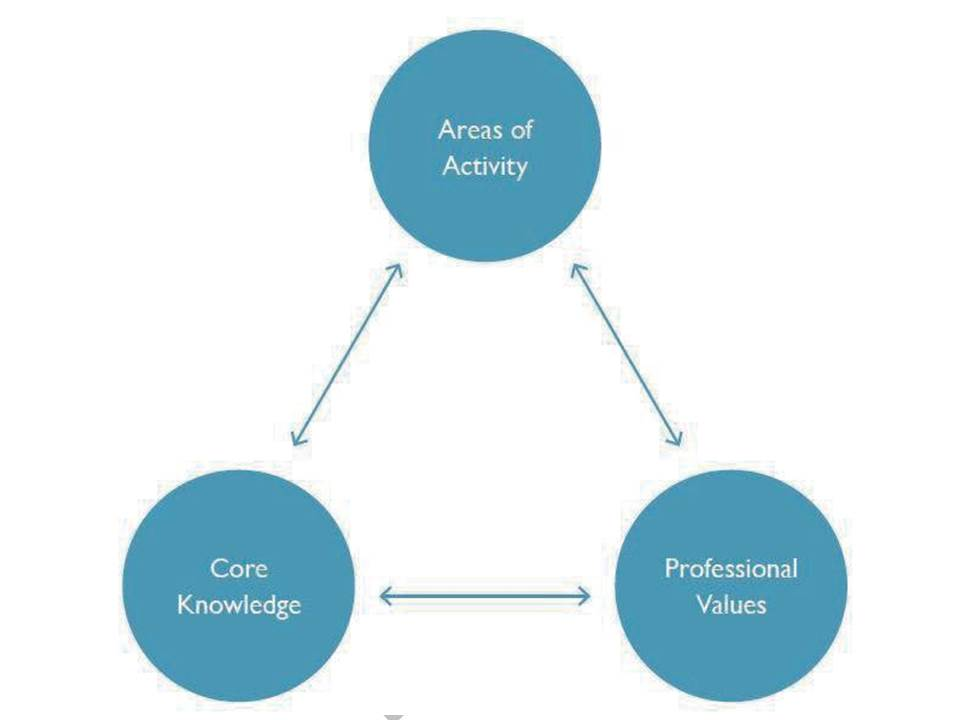 Areas of
Activity
Core
Knowledge
Professional
Values